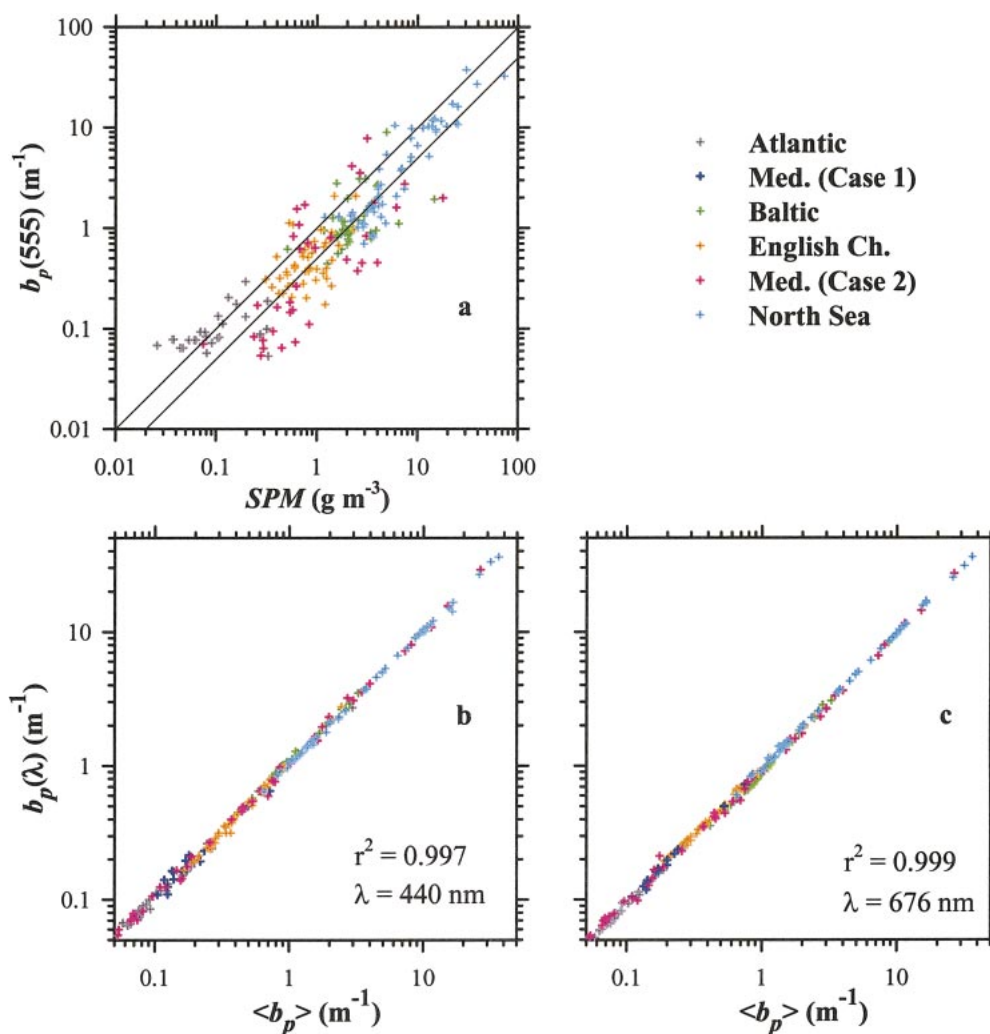 100
10
1
0.1
0.01
b_p(555) (m⁻¹)
a
0.01 0.1 1 10 100
SPM (g m⁻³)
Atlantic
Med. (Case 1)
Baltic
English Ch.
Med. (Case 2)
North Sea
10
1
0.1
b_p(λ) (m⁻¹)
b
r² = 0.997
λ = 440 nm
0.1 1 10
<b_p> (m⁻¹)
c
r² = 0.999
λ = 676 nm
0.1 1 10
<b_p> (m⁻¹)